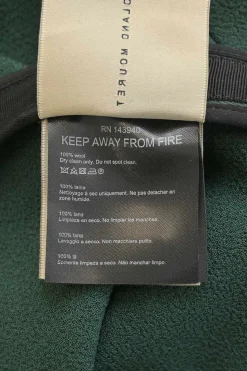 ROLAND MOURET
RN 143940
KEEP AWAY FROM FIRE
100% wool
Dry clean only. Do not spot clean.
100% laine
Nettoyage à sec uniquement. Ne pas detacher en
zone humide.
100% lana
Limpieza en seco. No limpiar las manchas.
100% lana
Lavaggio a secco. Non macchiare pulito.
100% lã
Somente limpeza a seco. Não manchar limpo.